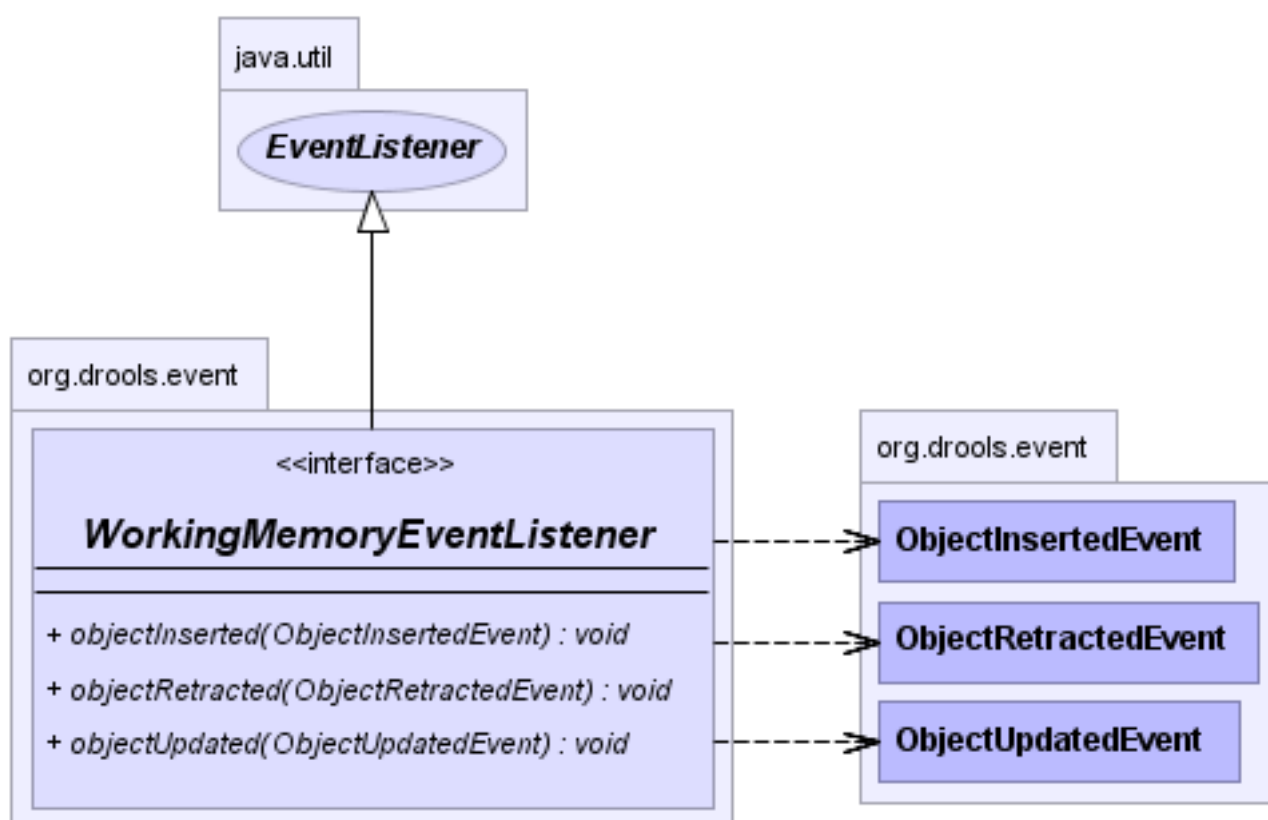 java.util
EventListener
org.drools.event
<<interface>>
WorkingMemoryEventListener
+ objectInserted(ObjectInsertedEvent) : void
+ objectRetracted(ObjectRetractedEvent) : void
+ objectUpdated(ObjectUpdatedEvent) : void
org.drools.event
ObjectInsertedEvent
ObjectRetractedEvent
ObjectUpdatedEvent